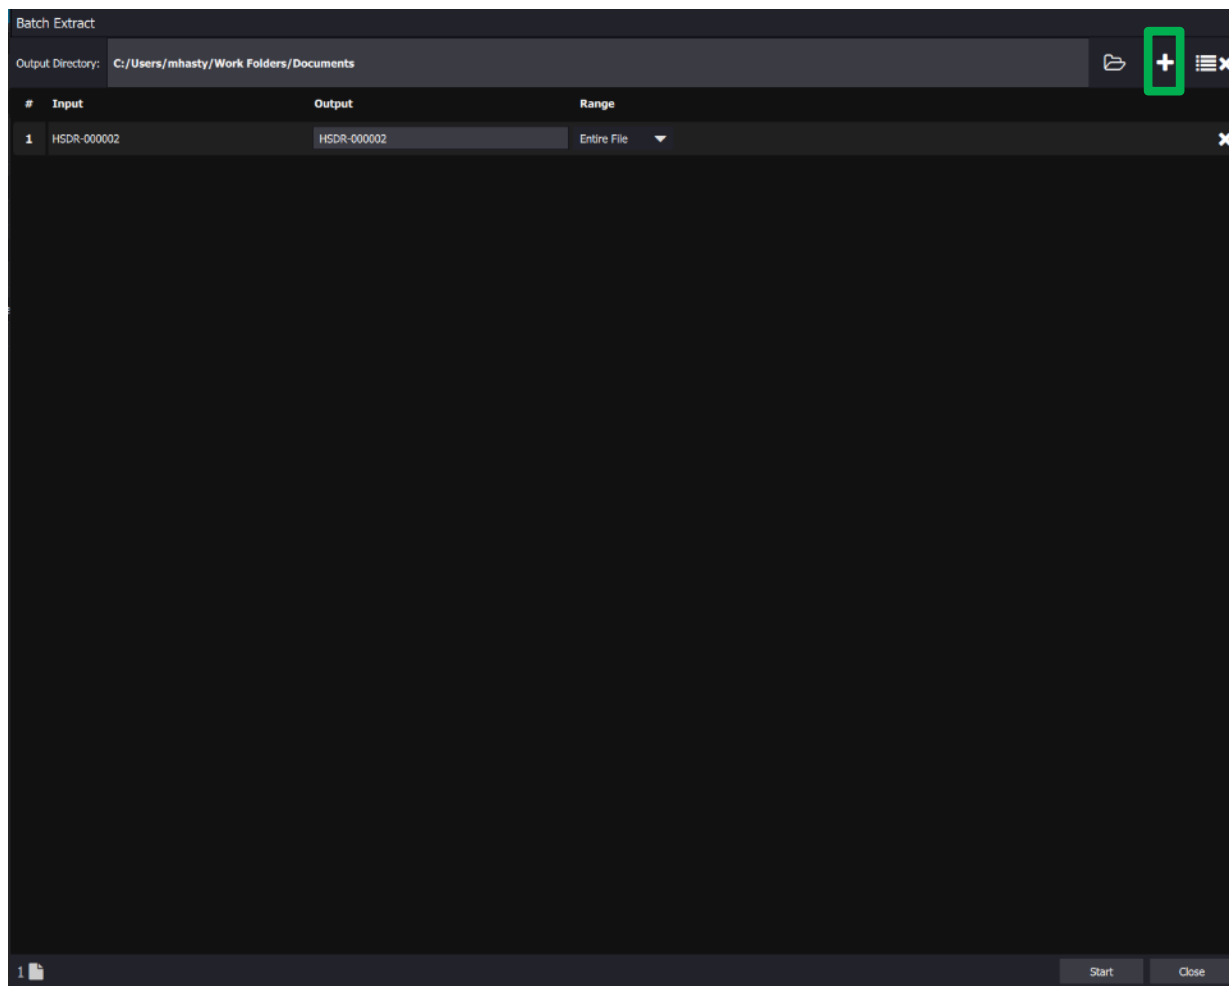 Batch Extract
Output Directory: C:/Users/mhasty/Work Folders/Documents
# Input Output Range
1 HSDR-000002 HSDR-000002 Entire File
1
Start Close